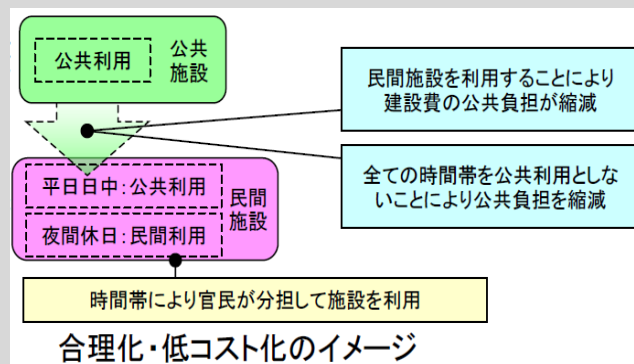 公共利用
公共
施設
民間施設を利用することにより
建設費の公共負担が縮減
全ての時間帯を公共利用としな
いことにより公共負担を縮減
平日日中：公共利用
夜間休日：民間利用
民間
施設
時間帯により官民が分担して施設を利用
合理化・低コスト化のイメージ